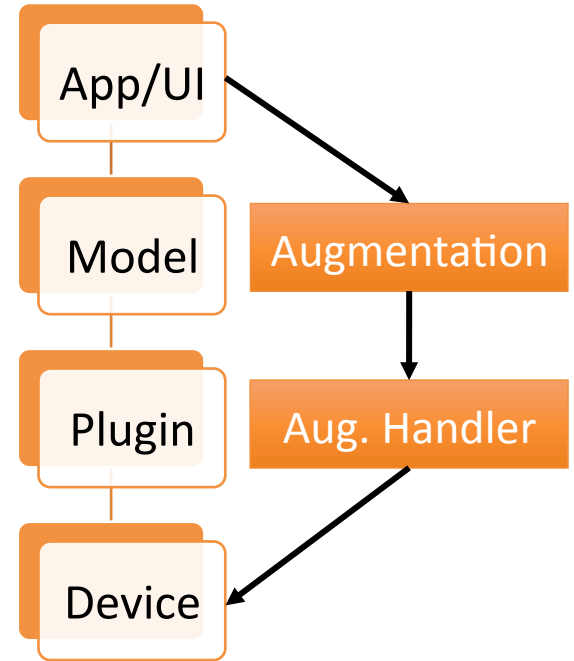 App/UI
Model
Augmentation
Plugin
Aug. Handler
Device